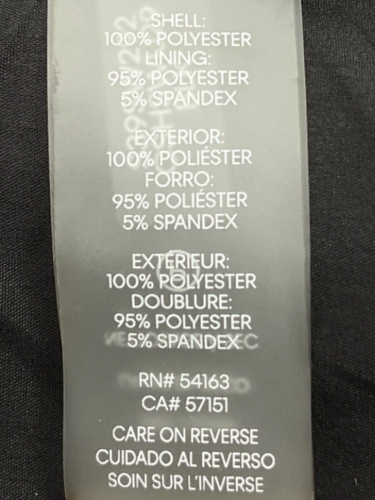 SHELL:
100% POLYESTER
LINING:
95% POLYESTER
5% SPANDEX
EXTERIOR:
100% POLIÉSTER
FORRO:
95% POLIÉSTER
5% SPANDEX
EXTÉRIEUR:
100% POLYESTER
DOUBLURE:
95% POLYESTER
5% SPANDEX
RN# 54163
CA# 57151
CARE ON REVERSE
CUIDADO AL REVERSO
SOIN SUR L'INVERSE